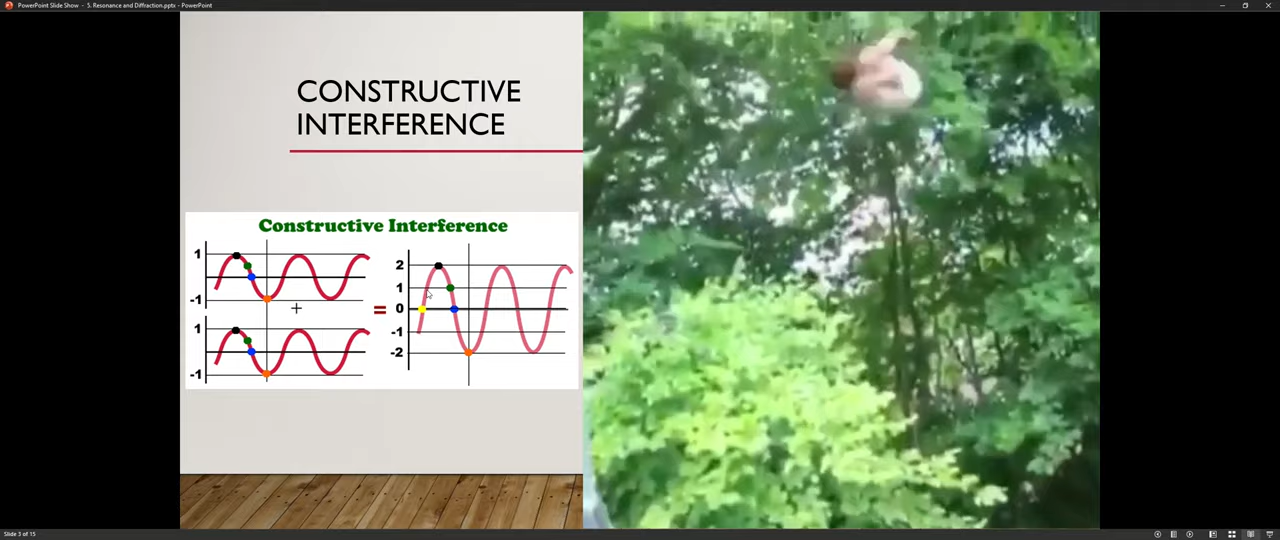 PowerPoint Slide Show - 5. Resonance and Diffraction.pptx - PowerPoint
CONSTRUCTIVE
INTERFERENCE
Constructive Interference
1
-1
+
1
-1
=
2
1
0
-1
-2
Slide 3 of 15